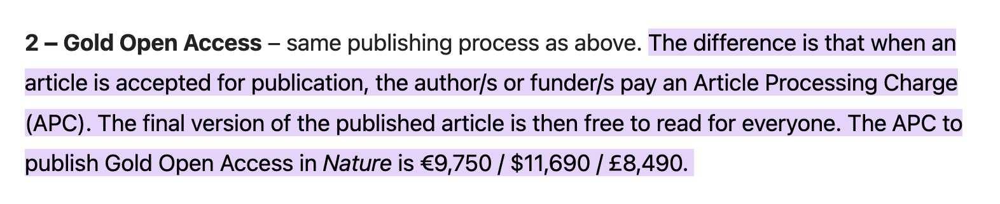 2 – Gold Open Access – same publishing process as above. The difference is that when an
article is accepted for publication, the author/s or funder/s pay an Article Processing Charge
(APC). The final version of the published article is then free to read for everyone. The APC to
publish Gold Open Access in Nature is €9,750 / $11,690 / £8,490.